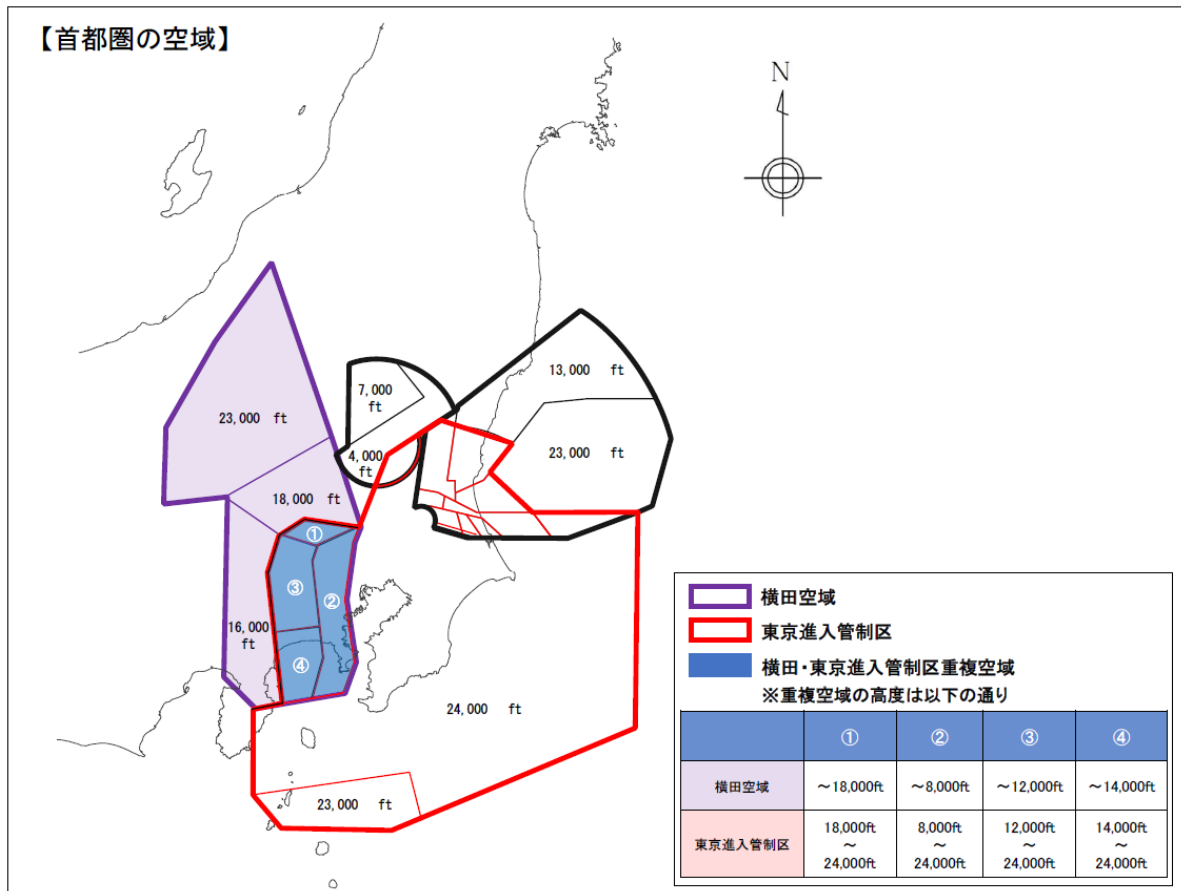 【首都圏の空域】
N
13,000 ft
7,000
ft
23,000 ft
23,000 ft
4,000
ft
18,000 ft
①
③
②
16,000
ft
④
24,000 ft
23,000 ft
横田空域
東京進入管制区
横田・東京進入管制区重複空域
※重複空域の高度は以下の通り
① ② ③ ④
横田空域 ～18,000ft ～8,000ft ～12,000ft ～14,000ft
東京進入管制区 18,000ft ～ 24,000ft 8,000ft ～ 24,000ft 12,000ft ～ 24,000ft 14,000ft ～ 24,000ft